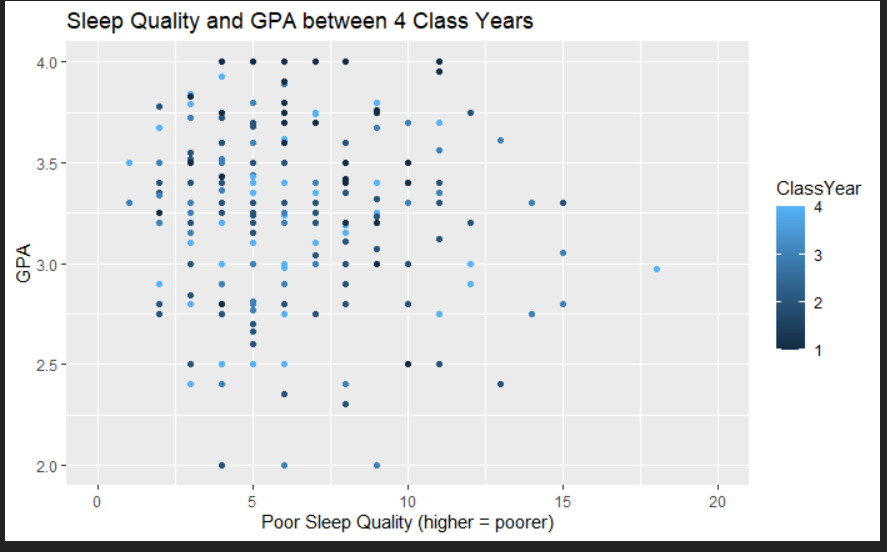 Sleep Quality and GPA between 4 Class Years
GPA
4.0
3.5
3.0
2.5
2.0
0 5 10 15 20
Poor Sleep Quality (higher = poorer)
ClassYear
4
3
2
1